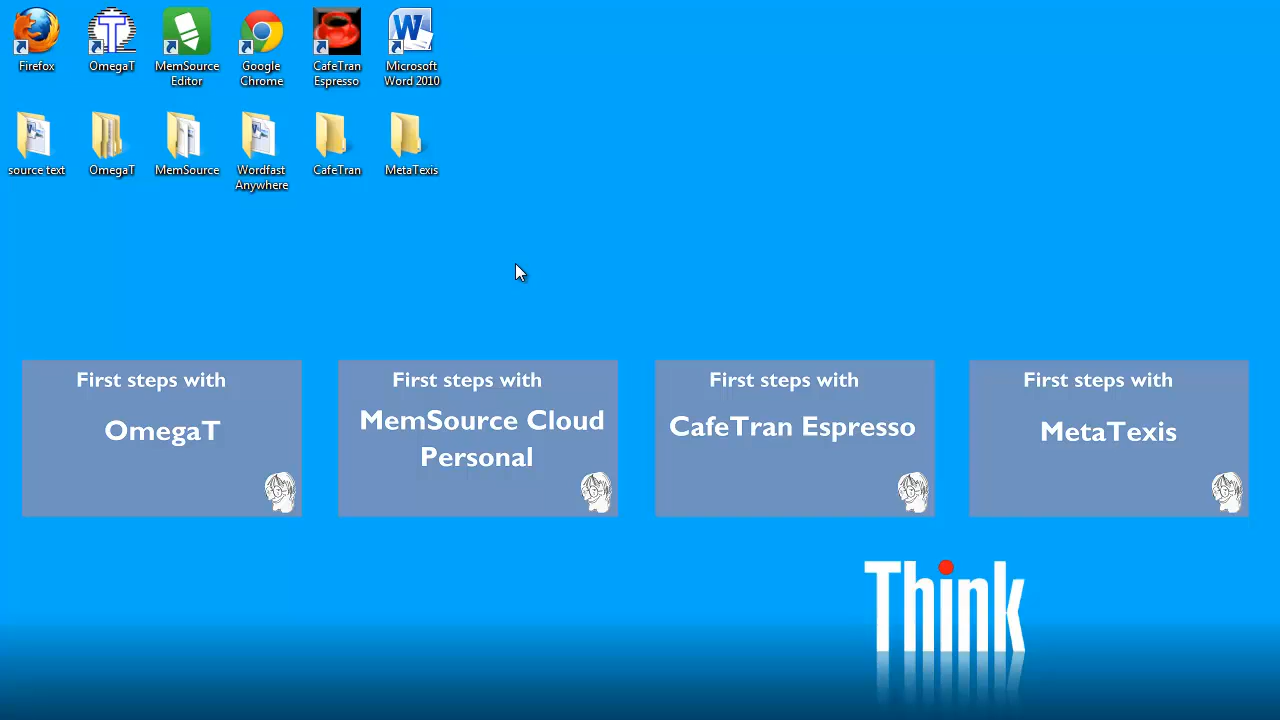 Firefox
OmegaT
MemSource
Editor
Google
Chrome
CafeTran
Espresso
Microsoft
Word 2010
source text
OmegaT
MemSource
Wordfast
Anywhere
CafeTran
MetaTexis
First steps with
OmegaT
First steps with
MemSource Cloud
Personal
First steps with
CafeTran Espresso
First steps with
MetaTexis
Think